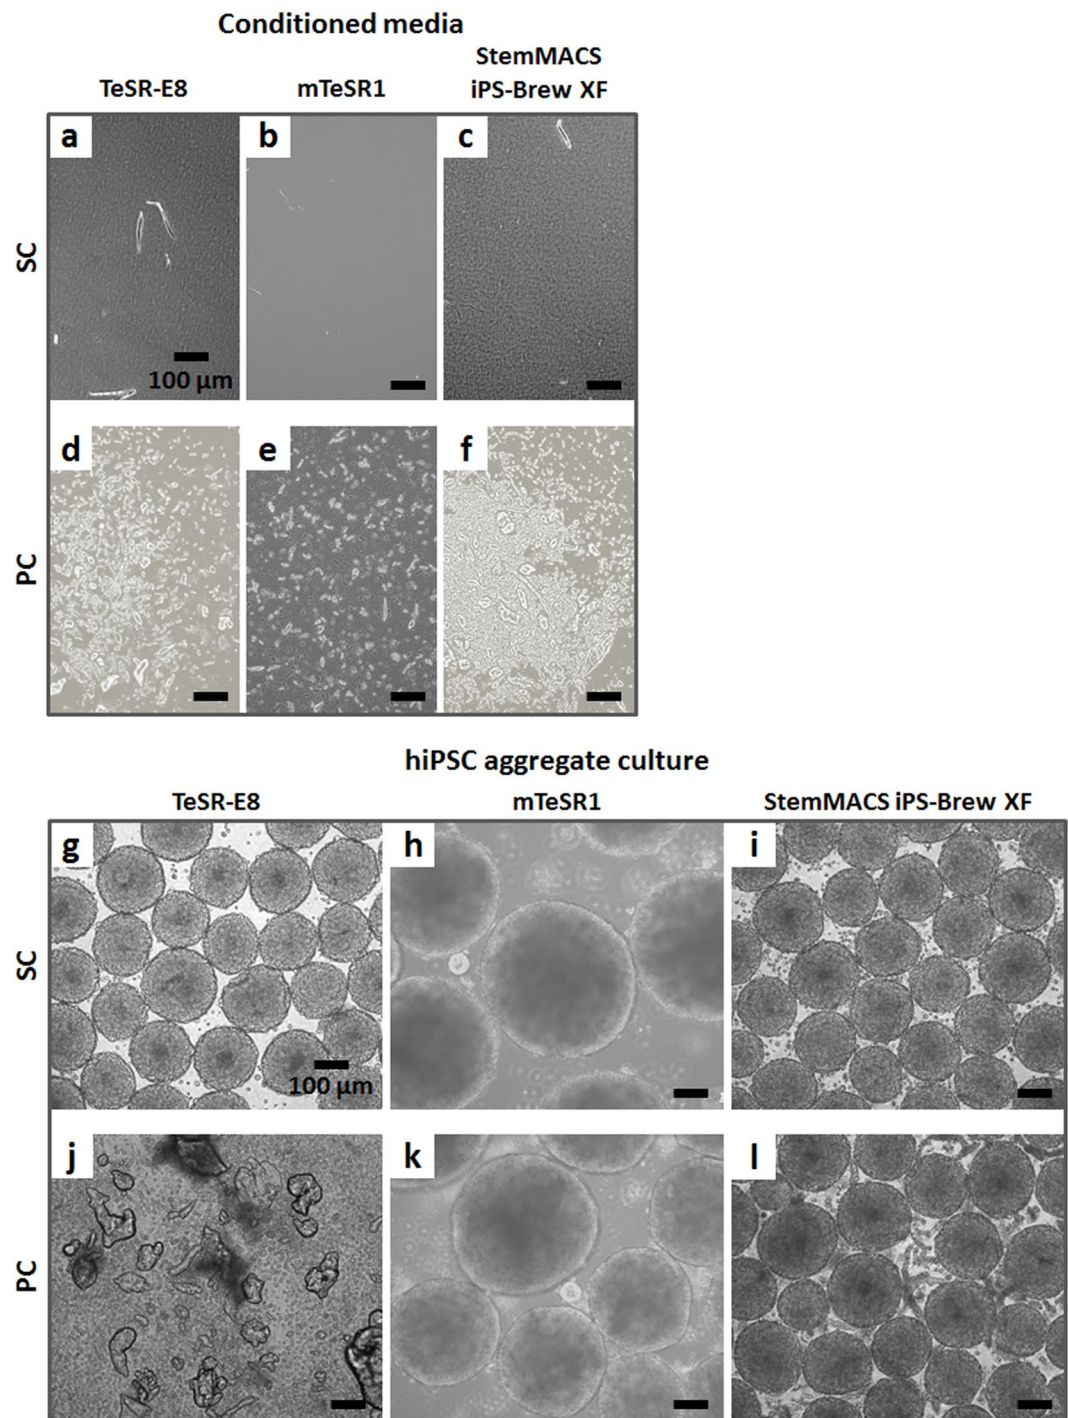 Conditioned media
TeSR-E8
mTeSR1
StemMACS
iPS-Brew XF
SC
a
b
c
100 µm
PC
d
e
f
hiPSC aggregate culture
TeSR-E8
mTeSR1
StemMACS iPS-Brew XF
SC
g
h
i
100 µm
PC
j
k
l